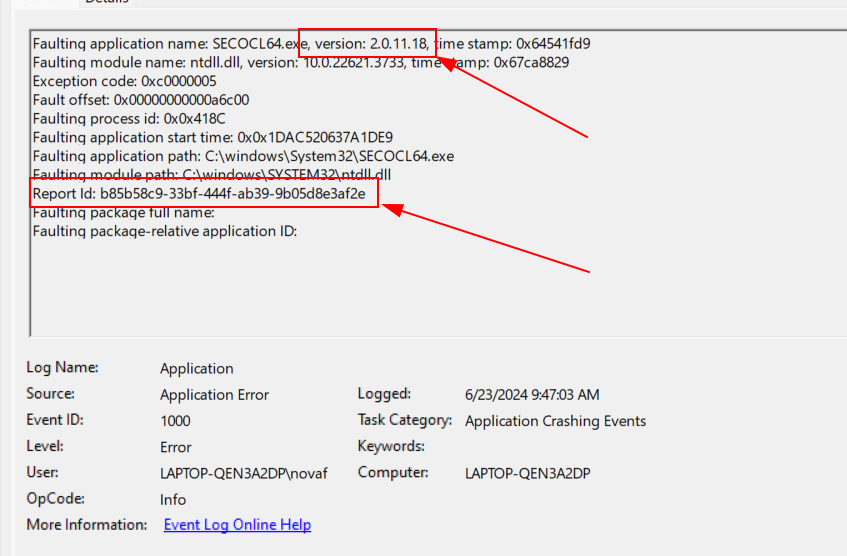 Details
Faulting application name: SECOCL64.exe, version: 2.0.11.18, time stamp: 0x64541fd9
Faulting module name: ntdll.dll, version: 10.0.22621.3733, time stamp: 0x67ca8829
Exception code: 0xc0000005
Fault offset: 0x00000000000a6c00
Faulting process id: 0x0x418C
Faulting application start time: 0x0x1DAC520637A1DE9
Faulting application path: C:\windows\System32\SECOCL64.exe
Faulting module path: C:\windows\SYSTEM32\ntdll.dll
Report Id: b85b58c9-33bf-444f-ab39-9b05d8e3af2e
Faulting package full name:
Faulting package-relative application ID:
Log Name: Application
Source: Application Error Logged: 6/23/2024 9:47:03 AM
Event ID: 1000 Task Category: Application Crashing Events
Level: Error Keywords:
User: LAPTOP-QEN3A2DP\novaf Computer: LAPTOP-QEN3A2DP
OpCode: Info
More Information: Event Log Online Help